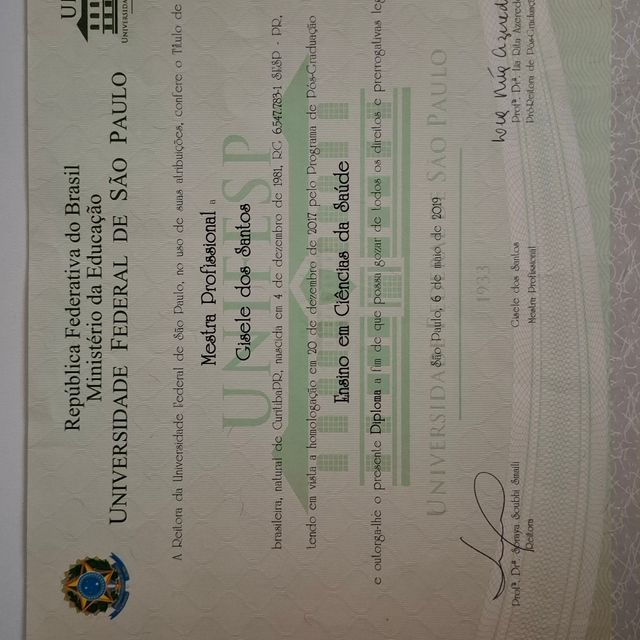 República Federativa do Brasil
Ministério da Educação
UNIVERSIDADE FEDERAL DE SÃO PAULO
A Reitora da Universidade Federal de São Paulo, no uso de suas atribuições, confere o Título de
Mestra Profissional a
Gisele dos Santos
brasileira, natural de Curitiba/PR, nascida em 4 de dezembro de 1981, RG 6.547.783-1 SESP - PR,
tendo em vista a homologação em 20 de dezembro de 2017 pelo Programa de Pós-Graduação
Ensino em Ciências da Saúde
e outorga-lhe o presente Diploma a fim de que possa gozar de todos os direitos e prerrogativas
São Paulo, 6 de maio de 2019
UNIFESP
UNIVERSIDADE FEDERAL DE SÃO PAULO
1933
Profª. Drª. Soraya Soubhi Smaili
Reitora
Gisele dos Santos
Mestra Profissional
Profª. Drª. Lia Rita Azeredo
Pró-Reitora de Pós-Graduação